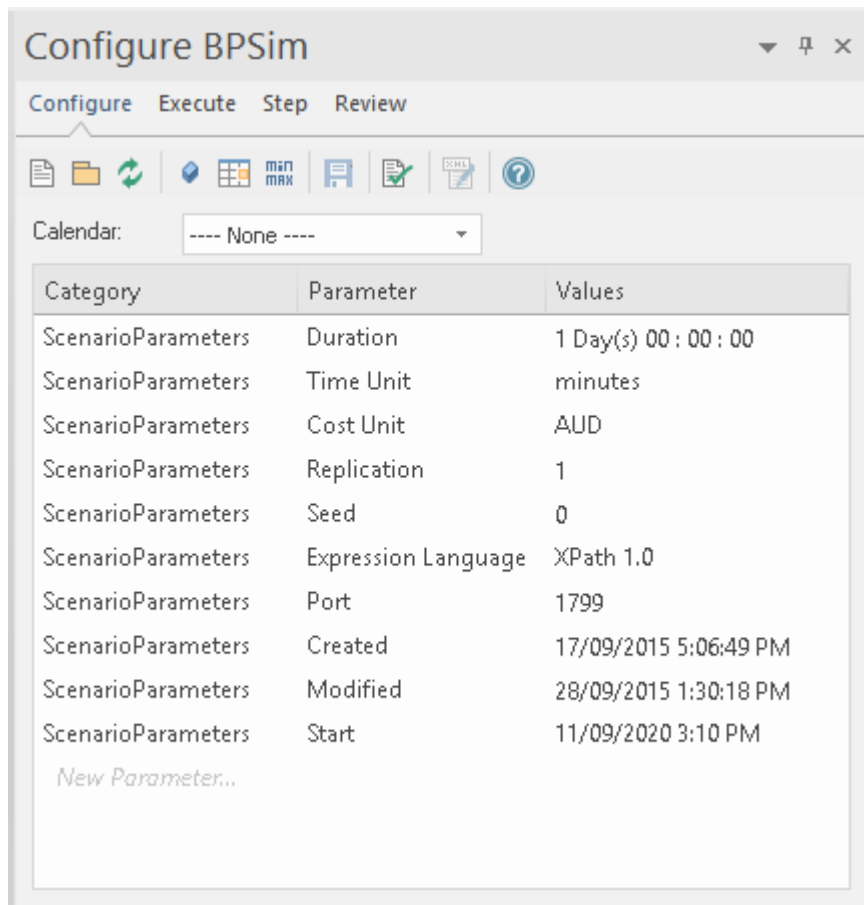 Configure BPSim
Configure Execute Step Review
min
max
XML
Calendar: ---- None ----
Category Parameter Values
ScenarioParameters Duration 1 Day(s) 00 : 00 : 00
ScenarioParameters Time Unit minutes
ScenarioParameters Cost Unit AUD
ScenarioParameters Replication 1
ScenarioParameters Seed 0
ScenarioParameters Expression Language XPath 1.0
ScenarioParameters Port 1799
ScenarioParameters Created 17/09/2015 5:06:49 PM
ScenarioParameters Modified 28/09/2015 1:30:18 PM
ScenarioParameters Start 11/09/2020 3:10 PM
New Parameter...